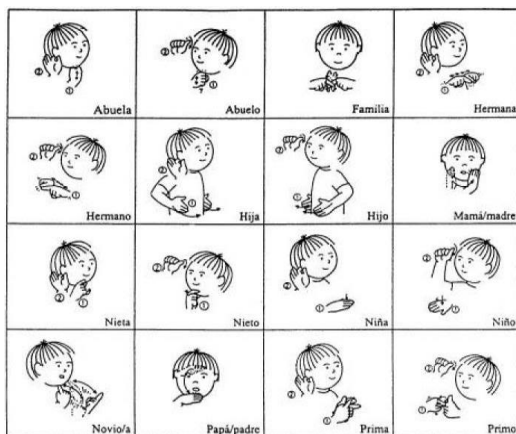 Abuela
Abuelo
Familia
Hermana
Hermano
Hija
Hijo
Mamá/madre
Nieta
Nieto
Niña
Niño
Novio/a
Papá/padre
Prima
Primo